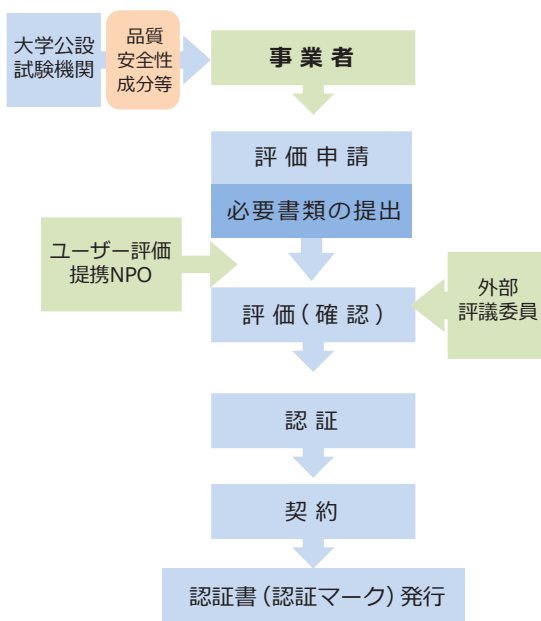 大学公設
試験機関
品質
安全性
成分等
事業者
評価申請
必要書類の提出
ユーザー評価
提携NPO
評価(確認)
外部
評議委員
認証
契約
認証書(認証マーク)発行